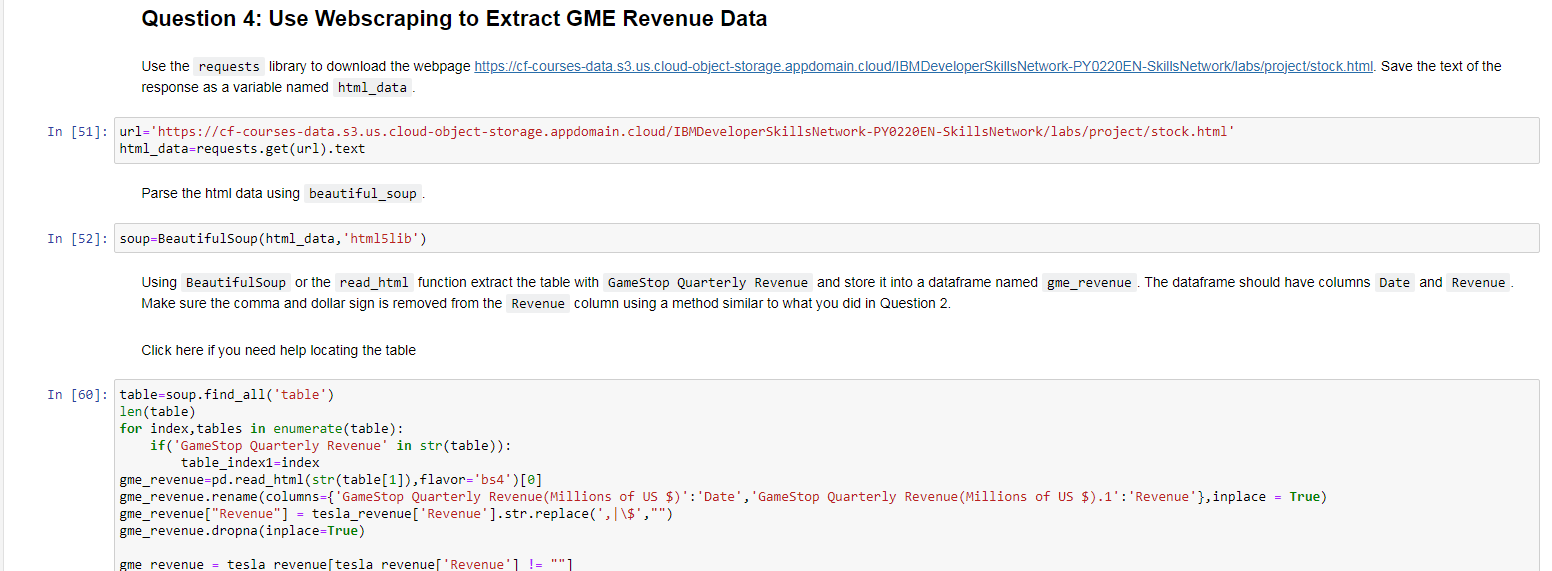 Question 4: Use Webscraping to Extract GME Revenue Data
Use the requests library to download the webpage https://cf-courses-data.s3.us.cloud-object-storage.appdomain.cloud/IBMDeveloperSkillsNetwork-PY0220EN-SkillsNetwork/labs/project/stock.html. Save the text of the
response as a variable named html_data.
In [51]: url='https://cf-courses-data.s3.us.cloud-object-storage.appdomain.cloud/IBMDeveloperSkillsNetwork-PY0220EN-SkillsNetwork/labs/project/stock.html'
html_data=requests.get(url).text
Parse the html data using beautiful_soup.
In [52]: soup=BeautifulSoup(html_data,'html5lib')
Using BeautifulSoup or the read_html function extract the table with GameStop Quarterly Revenue and store it into a dataframe named gme_revenue. The dataframe should have columns Date and Revenue.
Make sure the comma and dollar sign is removed from the Revenue column using a method similar to what you did in Question 2.
Click here if you need help locating the table
In [60]: table=soup.find_all('table')
len(table)
for index,tables in enumerate(table):
    if('GameStop Quarterly Revenue' in str(table)):
        table_index1=index
gme_revenue=pd.read_html(str(table[1]),flavor='bs4')[0]
gme_revenue.rename(columns={'GameStop Quarterly Revenue(Millions of US $)':'Date','GameStop Quarterly Revenue(Millions of US $).1':'Revenue'},inplace = True)
gme_revenue["Revenue"] = tesla_revenue['Revenue'].str.replace(',|\$',"")
gme_revenue.dropna(inplace=True)
gme_revenue = tesla_revenue[tesla_revenue['Revenue'] != ""]